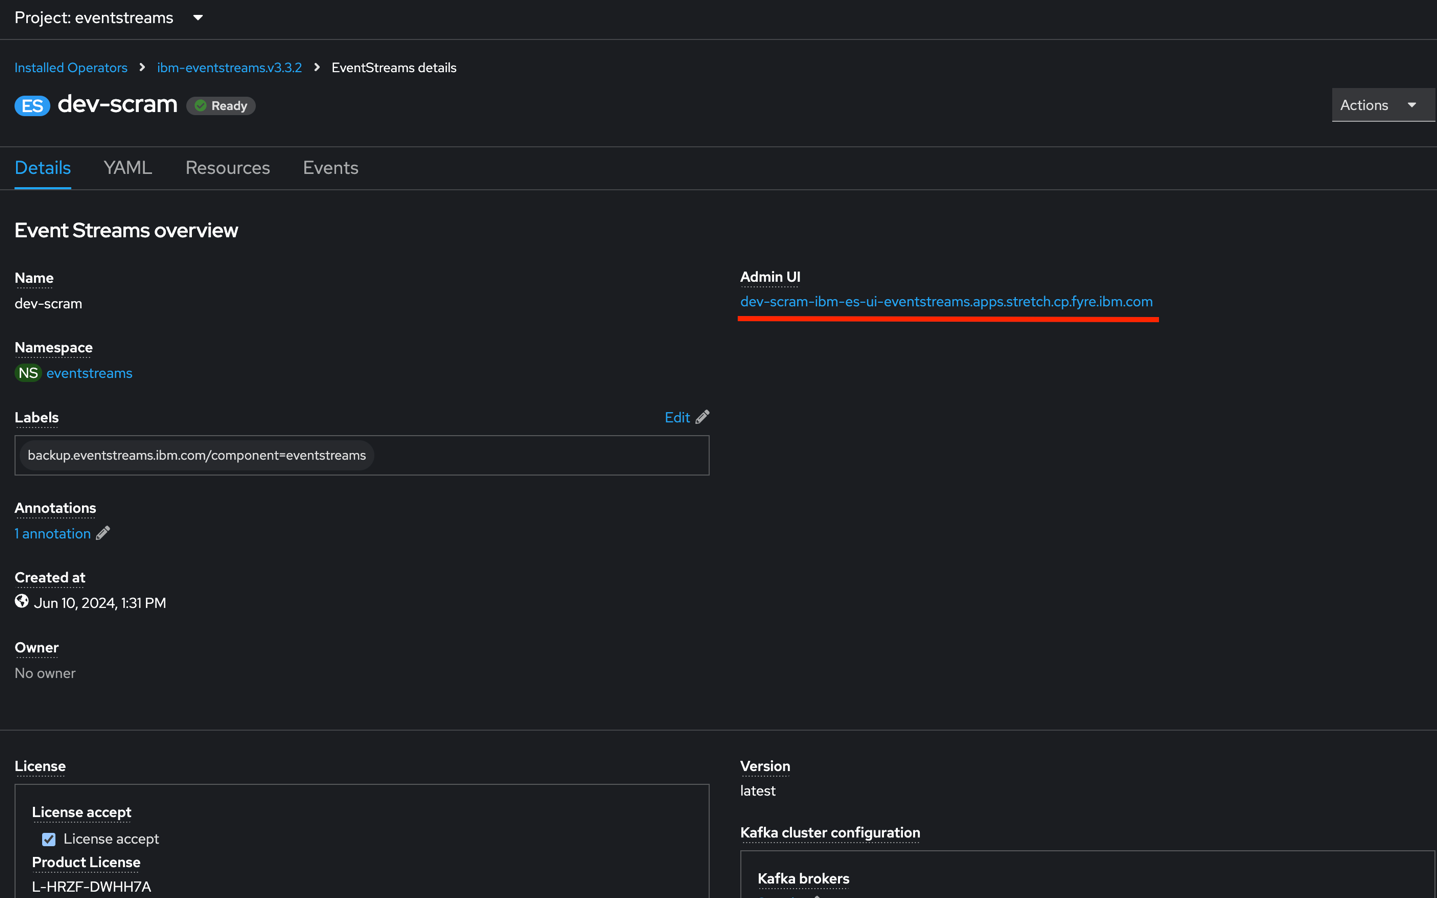 Project: eventstreams
Installed Operators
ibm-eventstreams.v3.3.2
EventStreams details
ES dev-scram Ready
Actions
Details YAML Resources Events
Event Streams overview
Name
dev-scram
Namespace
NS eventstreams
Labels
Edit
backup.eventstreams.ibm.com/component=eventstreams
Annotations
1 annotation
Created at
Jun 10, 2024, 1:31 PM
Owner
No owner
Admin UI
dev-scram-ibm-es-ui-eventstreams.apps.stretch.cp.fyre.ibm.com
License
License accept
License accept
Product License
L-HRZF-DWHH7A
Version
latest
Kafka cluster configuration
Kafka brokers